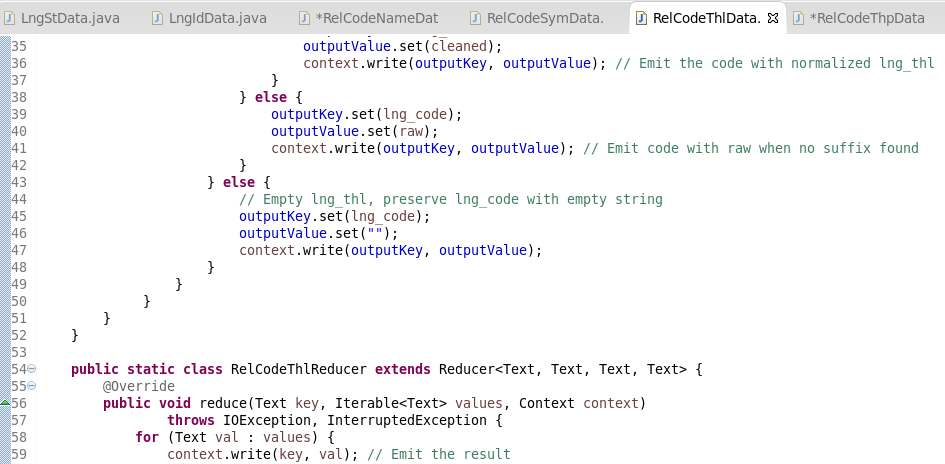 LngStData.java LngIdData.java *RelCodeNameDat RelCodeSymData. RelCodeThlData. *RelCodeThpData
35 outputValue.set(cleaned);
36 context.write(outputKey, outputValue); // Emit the code with normalized lng_thl
37 }
38 } else {
39 outputKey.set(lng_code);
40 outputValue.set(raw);
41 context.write(outputKey, outputValue); // Emit code with raw when no suffix found
42 }
43 } else {
44 // Empty lng_thl, preserve lng_code with empty string
45 outputKey.set(lng_code);
46 outputValue.set("");
47 context.write(outputKey, outputValue);
48 }
49 }
50 }
51 }
52 }
53
54 public static class RelCodeThlReducer extends Reducer<Text, Text, Text, Text> {
55 @Override
56 public void reduce(Text key, Iterable<Text> values, Context context)
57 throws IOException, InterruptedException {
58 for (Text val : values) {
59 context.write(key, val); // Emit the result